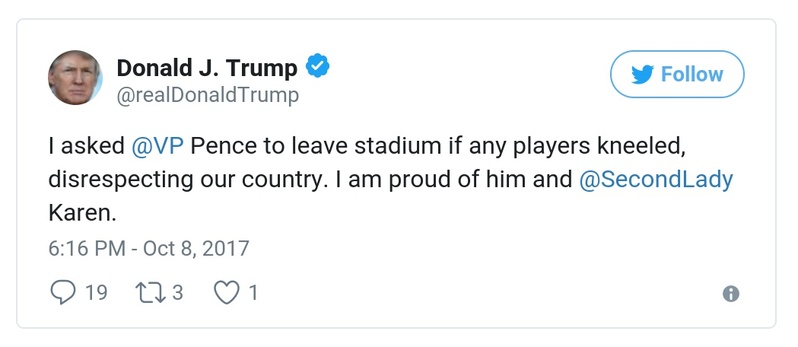 Donald J. Trump
@realDonaldTrump
Follow
I asked @VP Pence to leave stadium if any players kneeled,
disrespecting our country. I am proud of him and @SecondLady
Karen.
6:16 PM - Oct 8, 2017
19 3 1